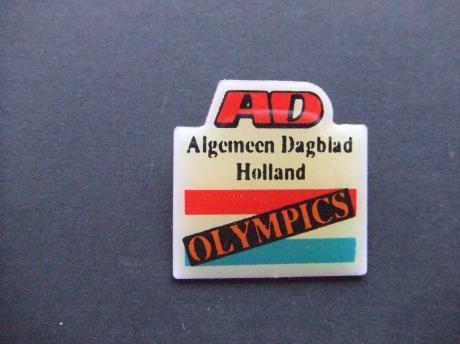 AD
Algemeen Dagblad
Holland
OLYMPICS